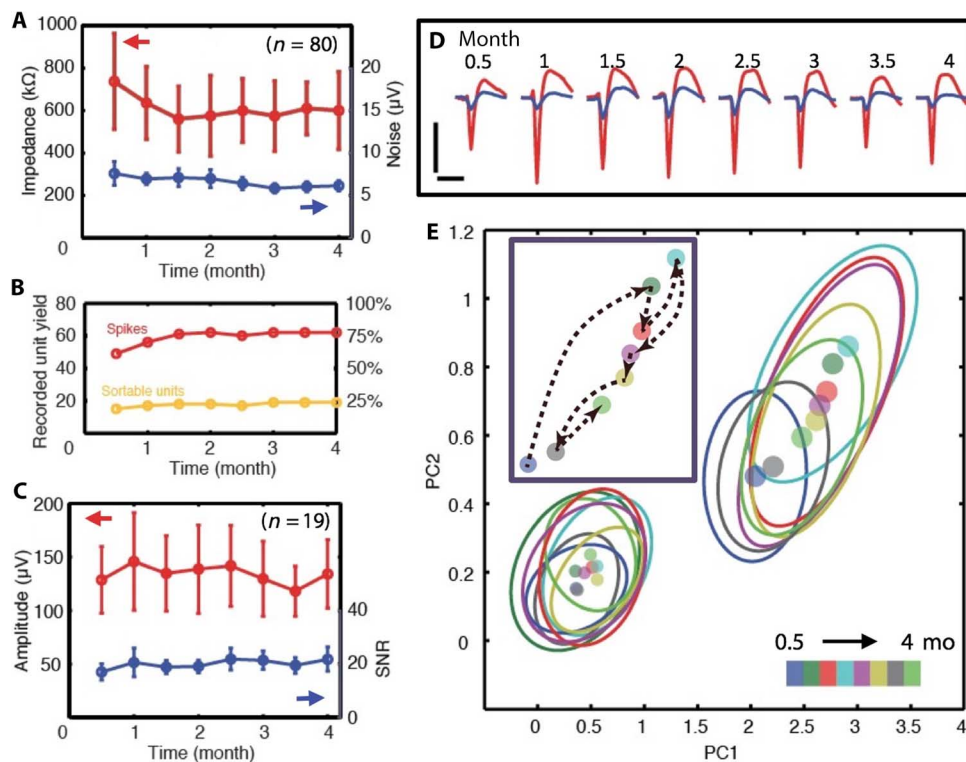 A
(n = 80)
1000
800
600
400
200
0
Impedance (kΩ)
20
15
10
5
0
Noise (μV)
1 2 3 4
Time (month)
B
80
60
40
20
0
Recorded unit yield
Spikes
Sortable units
100%
75%
50%
25%
1 2 3 4
Time (month)
C
(n = 19)
200
150
100
50
Amplitude (μV)
40
20
0
SNR
0 1 2 3 4
Time (month)
D Month
0.5 1 1.5 2 2.5 3 3.5 4
E
1.2
1
0.8
0.6
0.4
0.2
0
PC2
0.5 4 mo
0 0.5 1 1.5 2 2.5 3 3.5 4
PC1